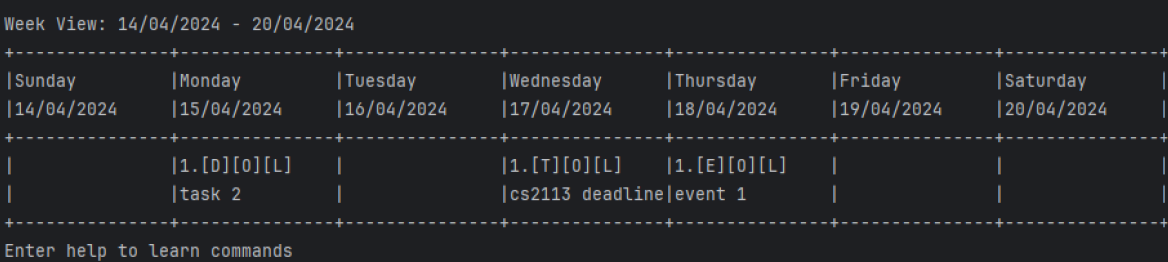 Week View: 14/04/2024 - 20/04/2024
+---------------+---------------+---------------+---------------+---------------+---------------+---------------+
|Sunday         |Monday         |Tuesday        |Wednesday      |Thursday       |Friday         |Saturday       |
|14/04/2024     |15/04/2024     |16/04/2024     |17/04/2024     |18/04/2024     |19/04/2024     |20/04/2024     |
+---------------+---------------+---------------+---------------+---------------+---------------+---------------+
|               |1.[D][O][L]    |               |1.[T][O][L]    |1.[E][O][L]    |               |               |
|               |task 2         |               |cs2113 deadline|event 1        |               |               |
+---------------+---------------+---------------+---------------+---------------+---------------+---------------+
Enter help to learn commands